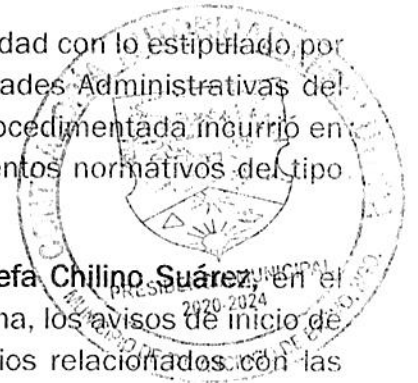 dad con lo estipulado por
ades Administrativas del
ocedimentada incurrió en
entos normativos del tipo
efa Chilino Suárez, en el
PRESIDENCIA MUNICIPAL
2020-2024
na, los avisos de inicio de
ios relacionados con las